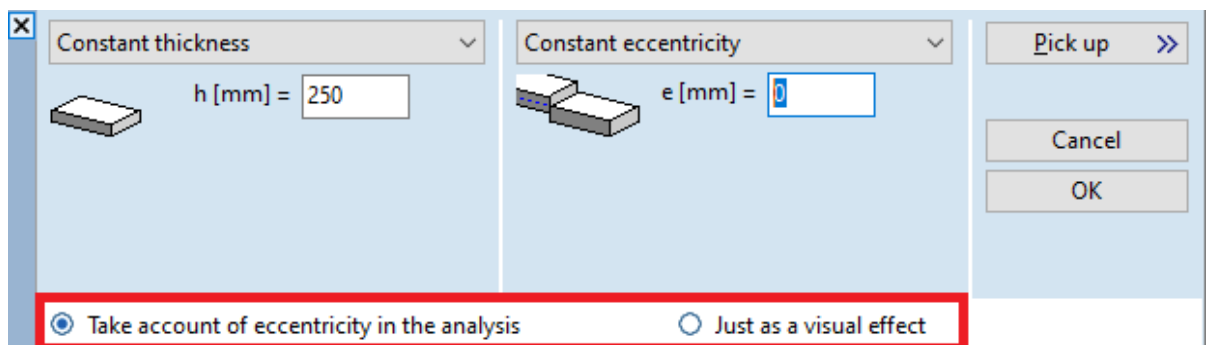 Constant thickness
Constant eccentricity
Pick up >>
h [mm] = 250
e [mm] = 0
Cancel
OK
Take account of eccentricity in the analysis
Just as a visual effect